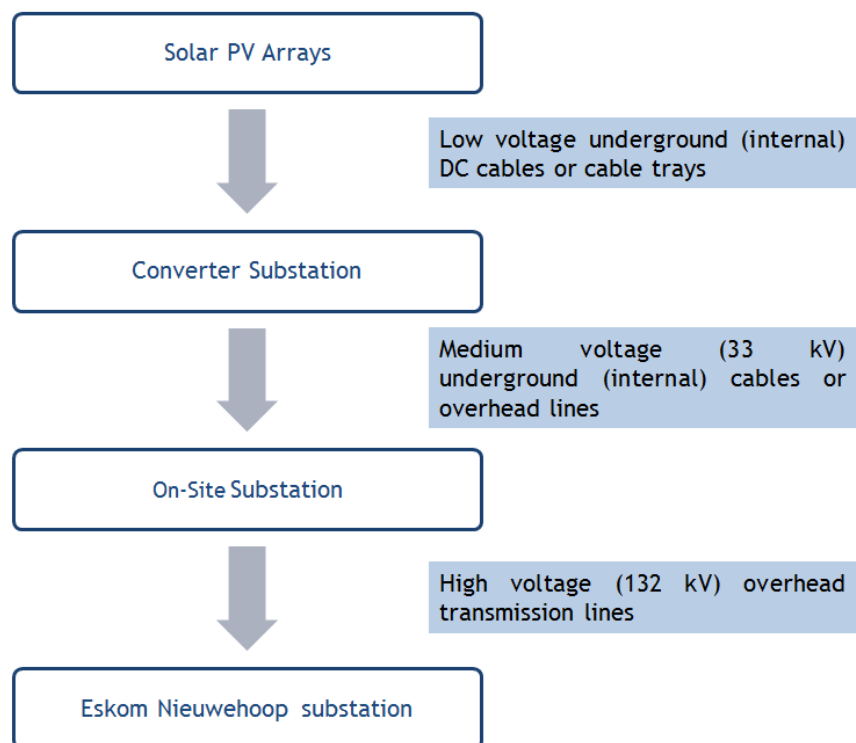 Solar PV Arrays
Low voltage underground (internal)
DC cables or cable trays
Converter Substation
Medium voltage (33 kV)
underground (internal) cables or
overhead lines
On-Site Substation
High voltage (132 kV) overhead
transmission lines
Eskom Nieuwehoop substation